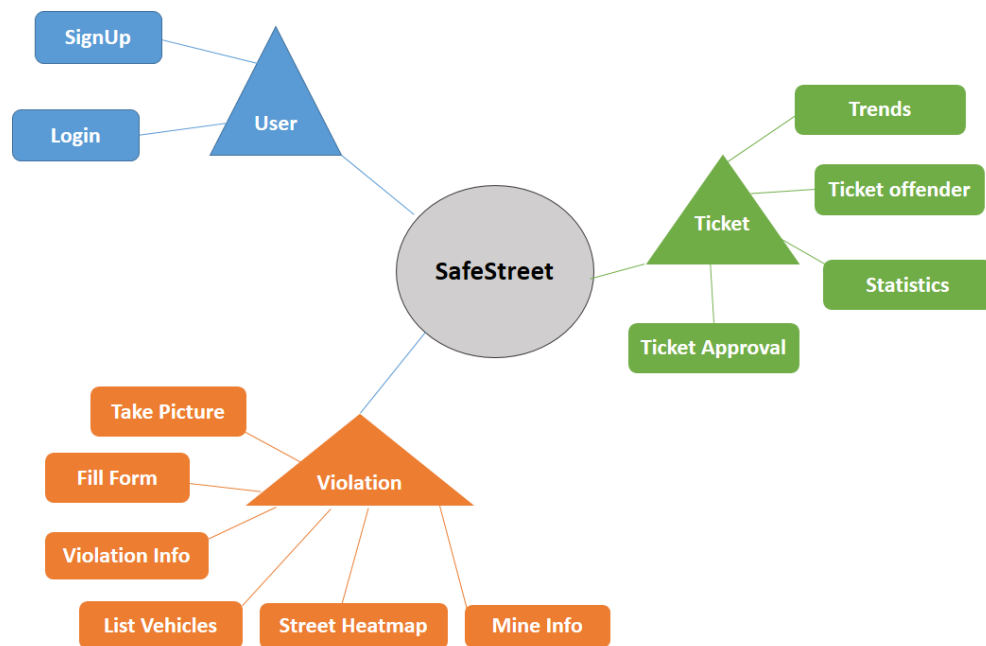 SignUp
Login
User
SafeStreet
Trends
Ticket offender
Ticket
Statistics
Ticket Approval
Take Picture
Fill Form
Violation
Violation Info
List Vehicles
Street Heatmap
Mine Info